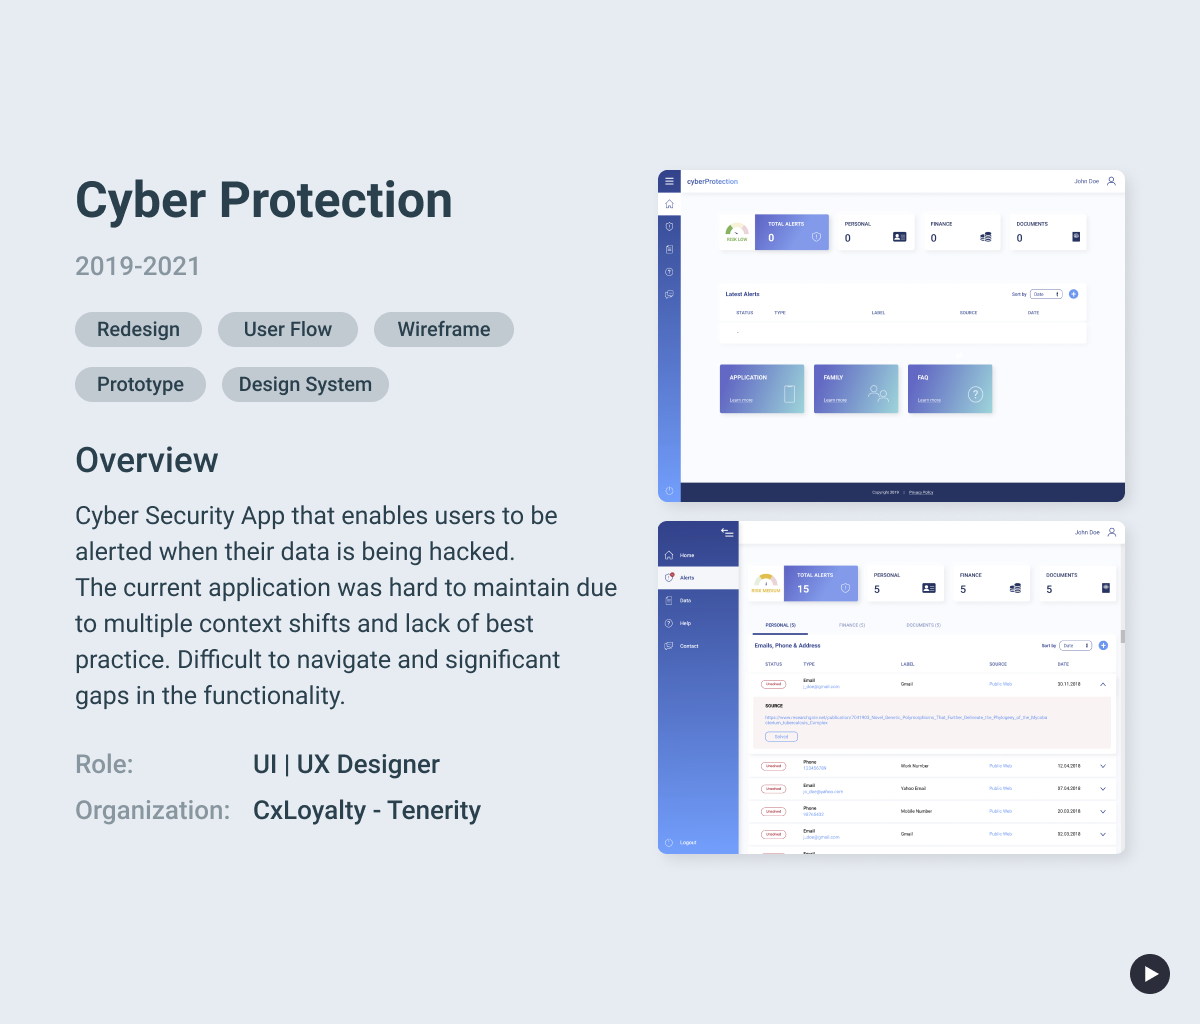 Cyber Protection
2019-2021
Redesign User Flow Wireframe
Prototype Design System
Overview
Cyber Security App that enables users to be
alerted when their data is being hacked.
The current application was hard to maintain due
to multiple context shifts and lack of best
practice. Difficult to navigate and significant
gaps in the functionality.
Role: UI | UX Designer
Organization: CxLoyalty - Tenerity
cyberProtection John Doe
TOTAL ALERTS PERSONAL FINANCE DOCUMENTS
RISK LOW 0 0 0 0
Latest Alerts Sort by Date
STATUS TYPE LABEL SOURCE DATE
-
APPLICATION FAMILY FAQ
Learn more Learn more Learn more
Copyright 2019 | Privacy Policy
John Doe
Home
Alerts
Data
Help
Contact
Logout
TOTAL ALERTS PERSONAL FINANCE DOCUMENTS
RISK MEDIUM 15 5 5 5
PERSONAL (5) FINANCE (5) DOCUMENTS (5)
Emails, Phone & Address Sort by Date
STATUS TYPE LABEL SOURCE DATE
Unsolved Email Gmail Public Web 30.11.2018
j_doe@gmail.com
SOURCE
Solved
Unsolved Phone Work Number Public Web 12.04.2018
123456789
Unsolved Email Yahoo Email Public Web 07.04.2018
jo_doe@yahoo.com
Unsolved Phone Mobile Number Public Web 20.03.2018
Unsolved Email Gmail Public Web 02.03.2018
j_doe@gmail.com
Email